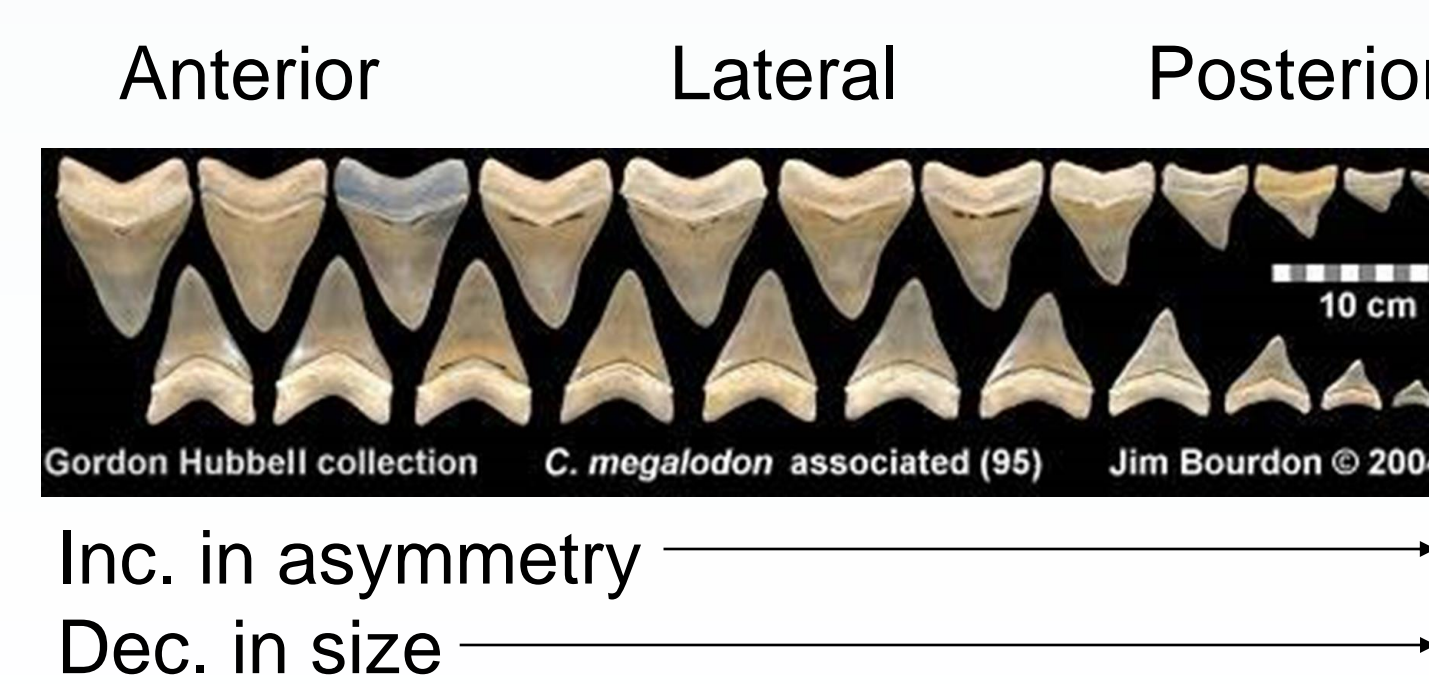 Anterior Lateral Posterior
10 cm
Gordon Hubbell collection C. megalodon associated (95) Jim Bourdon © 200
Inc. in asymmetry
Dec. in size